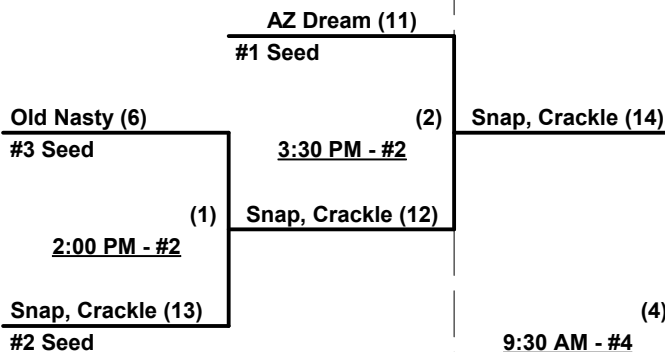 AZ Dream (11)
#1 Seed
Old Nasty (6)
(2)
Snap, Crackle (14)
#3 Seed
3:30 PM - #2
(1)
Snap, Crackle (12)
2:00 PM - #2
Snap, Crackle (13)
(4)
#2 Seed
9:30 AM - #4